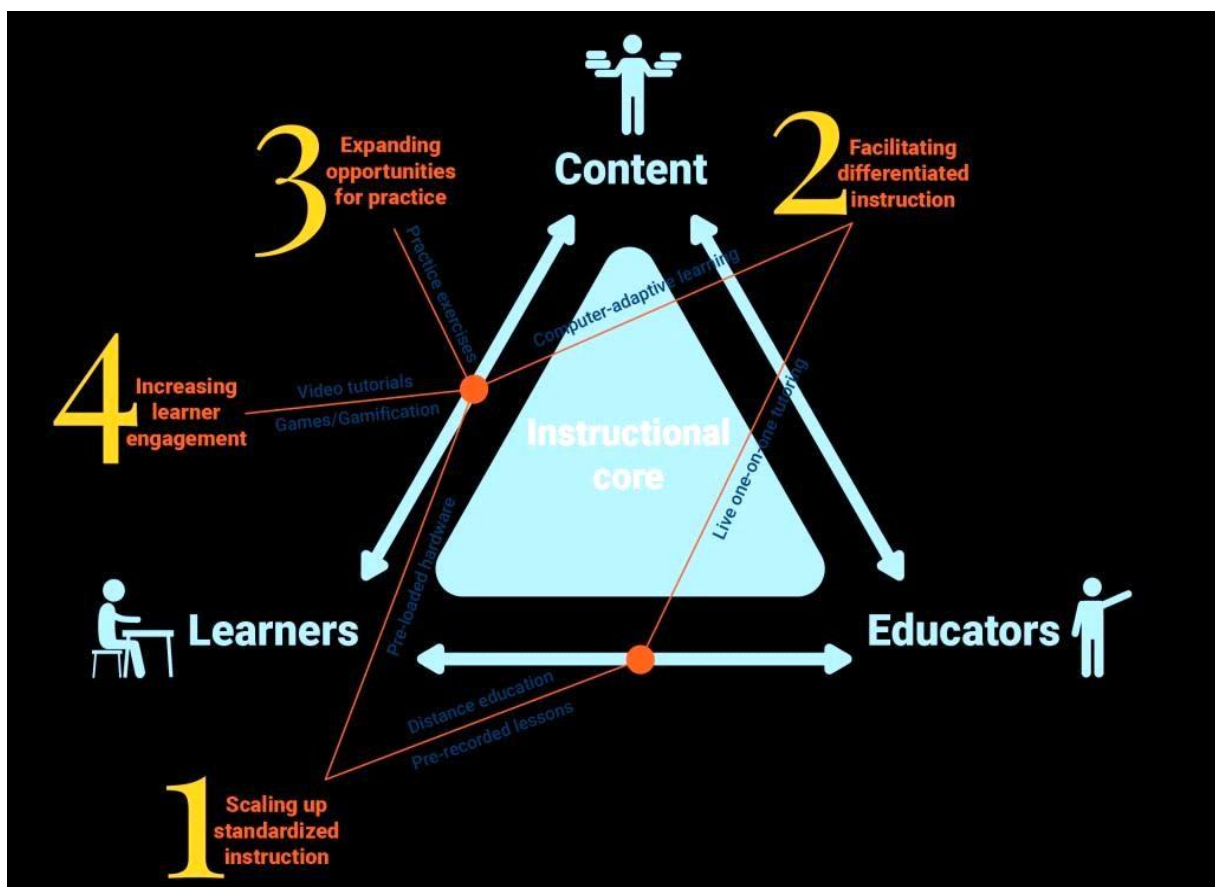 Content
3
Expanding
opportunities
for practice
2
Facilitating
differentiated
instruction
Practice exercises
Computer-adaptive learning
4
Increasing
learner
engagement
Video tutorials
Games/Gamification
Instructional
core
Live one-on-one tutoring
Pre-loaded hardware
Learners
Educators
Distance education
Pre-recorded lessons
1
Scaling up
standardized
instruction